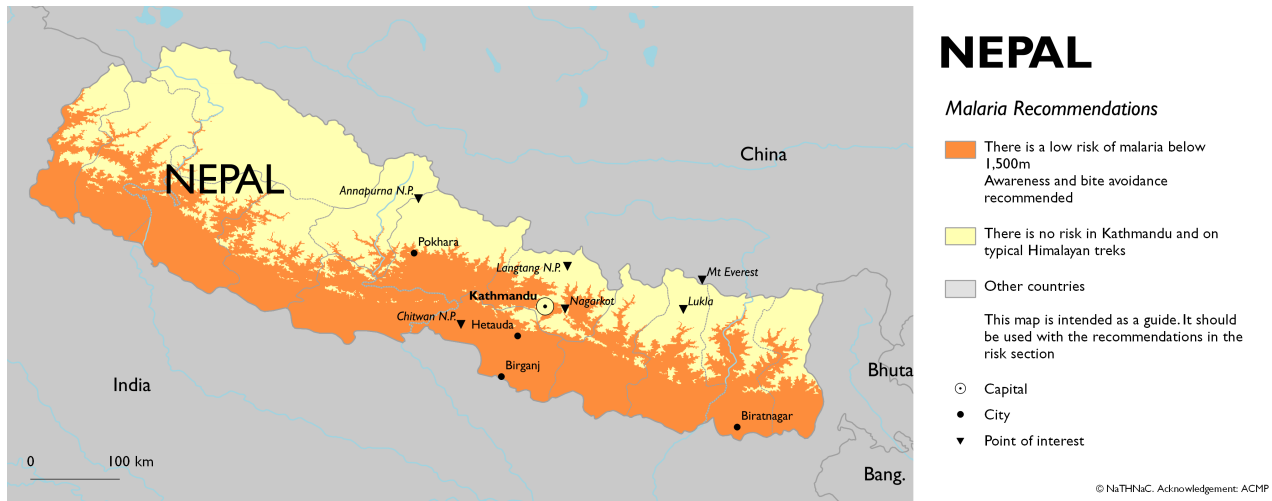 NEPAL
Malaria Recommendations
There is a low risk of malaria below
1,500m
Awareness and bite avoidance
recommended
There is no risk in Kathmandu and on
typical Himalayan treks
Other countries
This map is intended as a guide. It should
be used with the recommendations in the
risk section
Capital
City
Point of interest
© NaTHNaC. Acknowledgement: ACMP
China
NEPAL
Annapurna N.P.
Pokhara
Langtang N.P.
Mt Everest
Kathmandu
Nagarkot
Lukla
Chitwan N.P.
Hetauda
Birganj
India
Bhuta
Biratnagar
Bang.
0 100 km